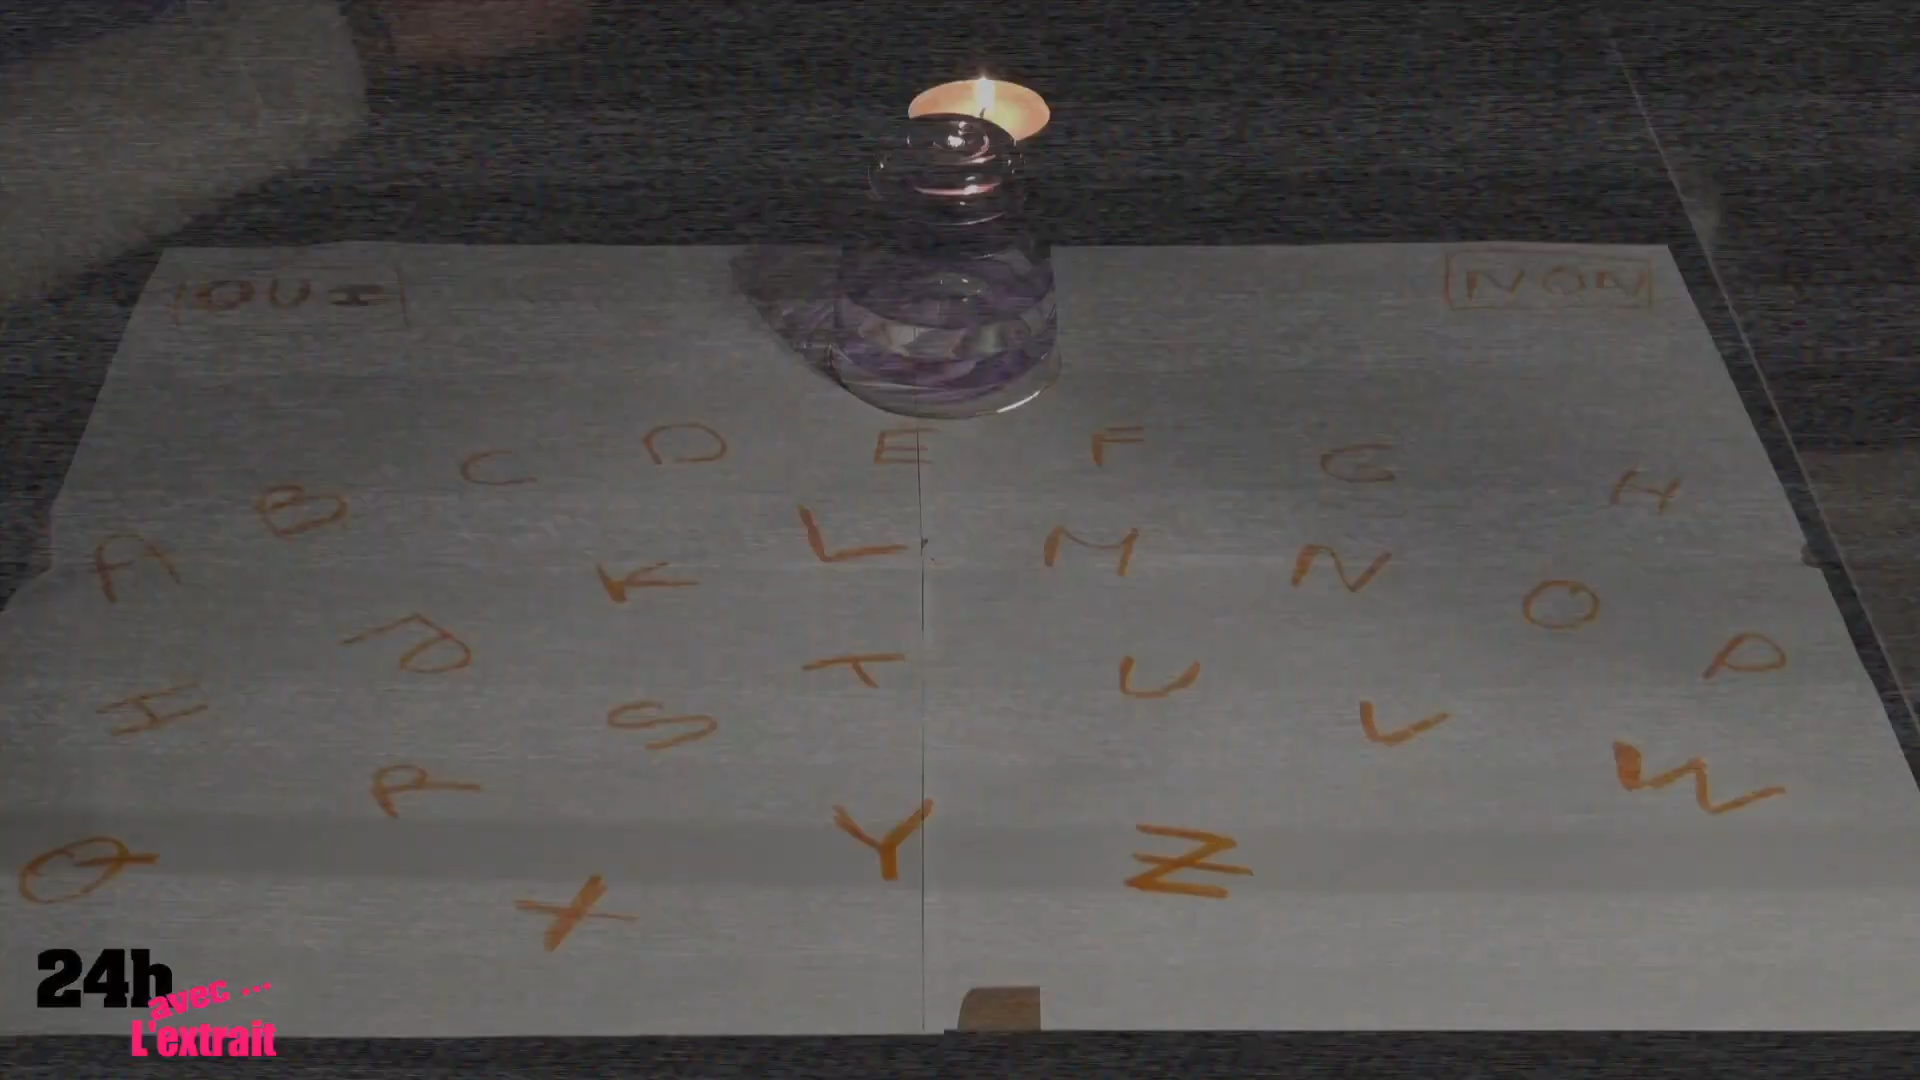 OUI NON
A B C D E F G H
I J K L M N O P
Q R S T U V W
X Y Z
24h
avec ...
L'extrait